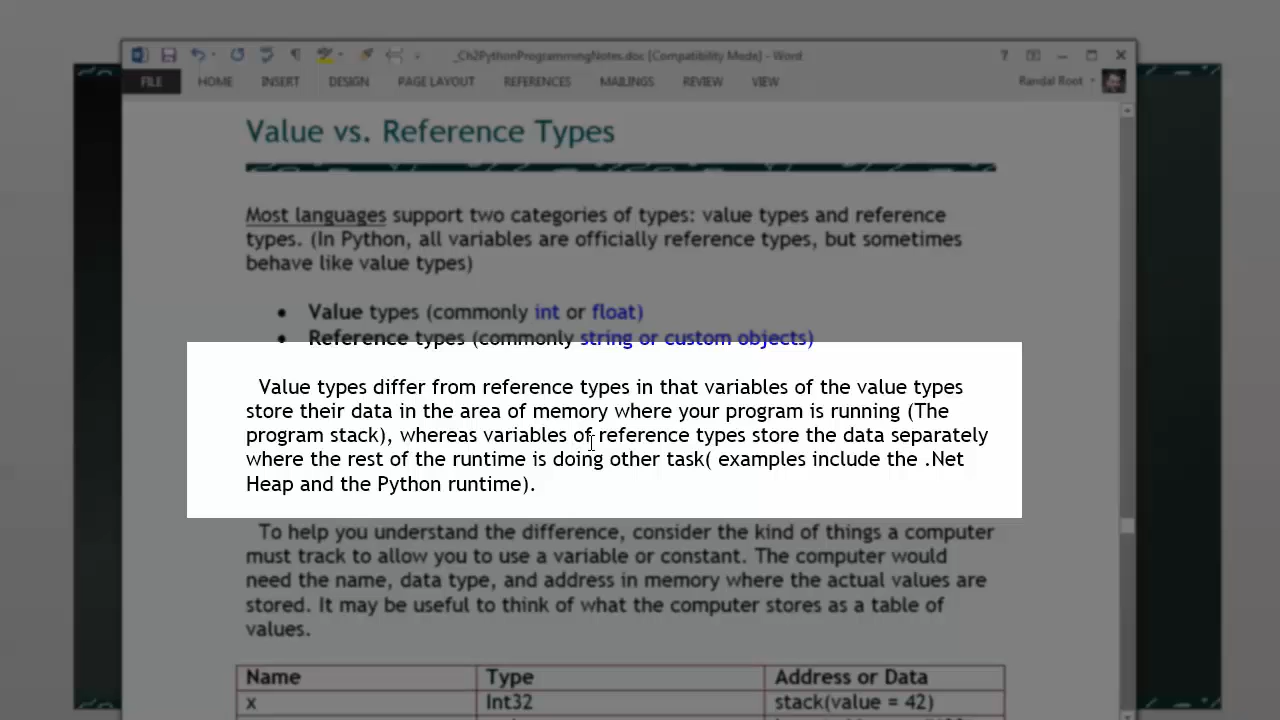 _Ch2PythonProgrammingNotes.doc [Compatibility Mode] - Word
FILE HOME INSERT DESIGN PAGE LAYOUT REFERENCES MAILINGS REVIEW VIEW Randal Root
Value vs. Reference Types
Most languages support two categories of types: value types and reference
types. (In Python, all variables are officially reference types, but sometimes
behave like value types)
• Value types (commonly int or float)
• Reference types (commonly string or custom objects)
Value types differ from reference types in that variables of the value types
store their data in the area of memory where your program is running (The
program stack), whereas variables of reference types store the data separately
where the rest of the runtime is doing other task( examples include the .Net
Heap and the Python runtime).
To help you understand the difference, consider the kind of things a computer
must track to allow you to use a variable or constant. The computer would
need the name, data type, and address in memory where the actual values are
stored. It may be useful to think of what the computer stores as a table of
values.
Name Type Address or Data
x Int32 stack(value = 42)